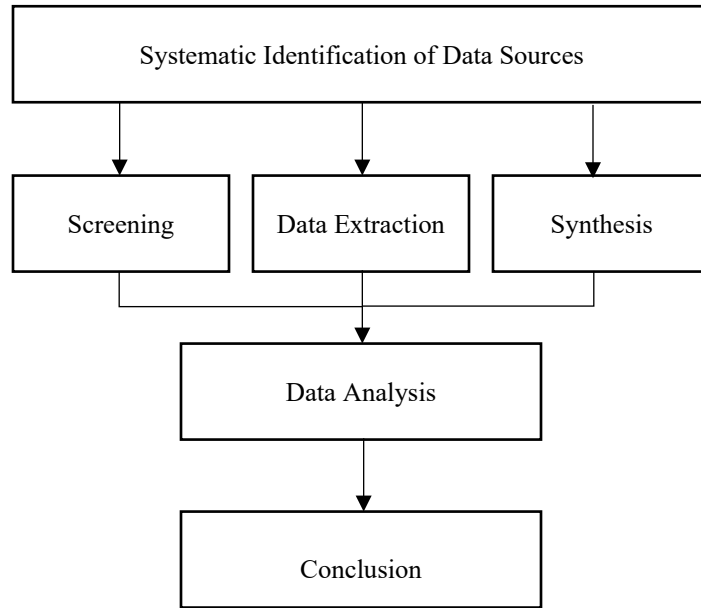 Systematic Identification of Data Sources
Screening
Data Extraction
Synthesis
Data Analysis
Conclusion